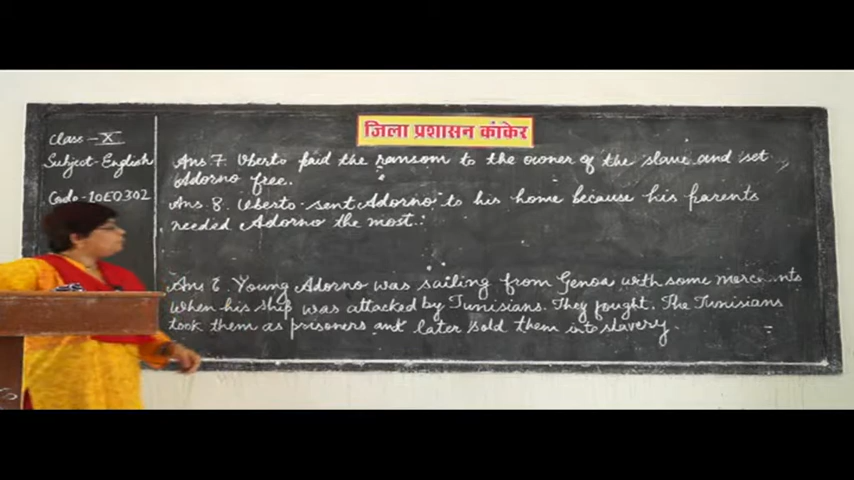 जिला प्रशासन कांकेर
Class - X
Subject - English
Code - 10E0302
Ans 7. Uberto paid the ransom to the owner of the slave and set
Adorno free.
Ans. 8. Uberto sent Adorno to his home because his parents
needed Adorno the most.
Ans 6. Young Adorno was sailing from Genoa with some merchants
when his ship was attacked by Tunisians. They fought. The Tunisians
took them as prisoners and later sold them into slavery.